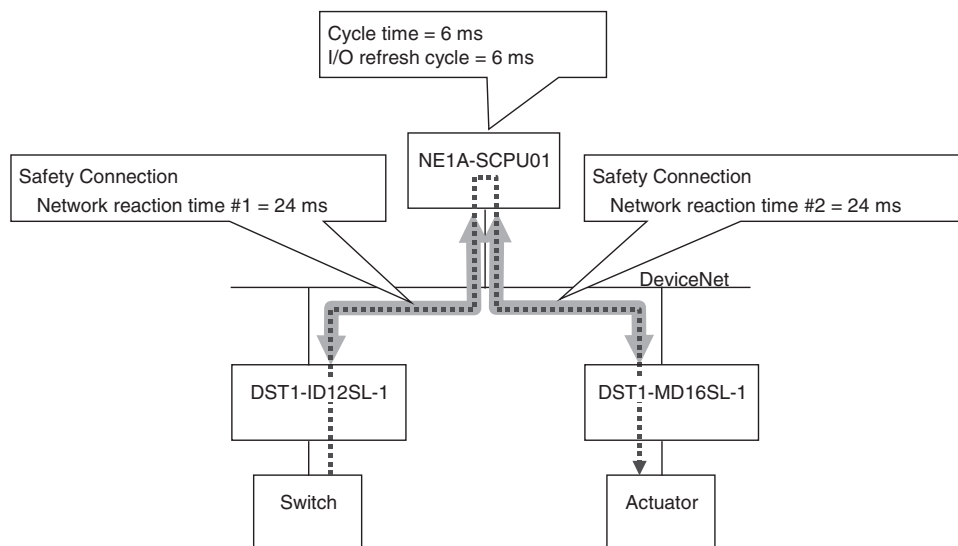 Cycle time = 6 ms
I/O refresh cycle = 6 ms
NE1A-SCPU01
Safety Connection
Network reaction time #1 = 24 ms
Safety Connection
Network reaction time #2 = 24 ms
DeviceNet
DST1-ID12SL-1
DST1-MD16SL-1
Switch
Actuator